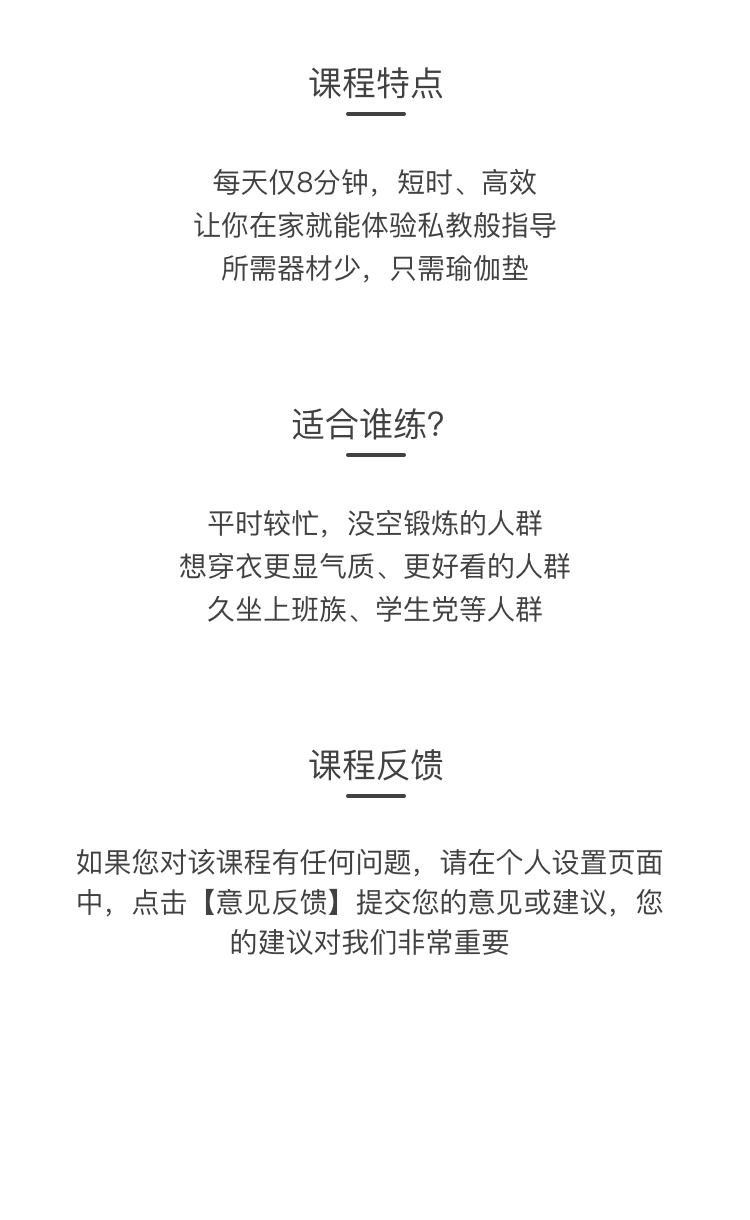 课程特点
每天仅8分钟，短时、高效
让你在家就能体验私教般指导
所需器材少，只需瑜伽垫
适合谁练？
平时较忙，没空锻炼的人群
想穿衣更显气质、更好看的人群
久坐上班族、学生党等人群
课程反馈
如果您对该课程有任何问题，请在个人设置页面
中，点击【意见反馈】提交您的意见或建议，您
的建议对我们非常重要